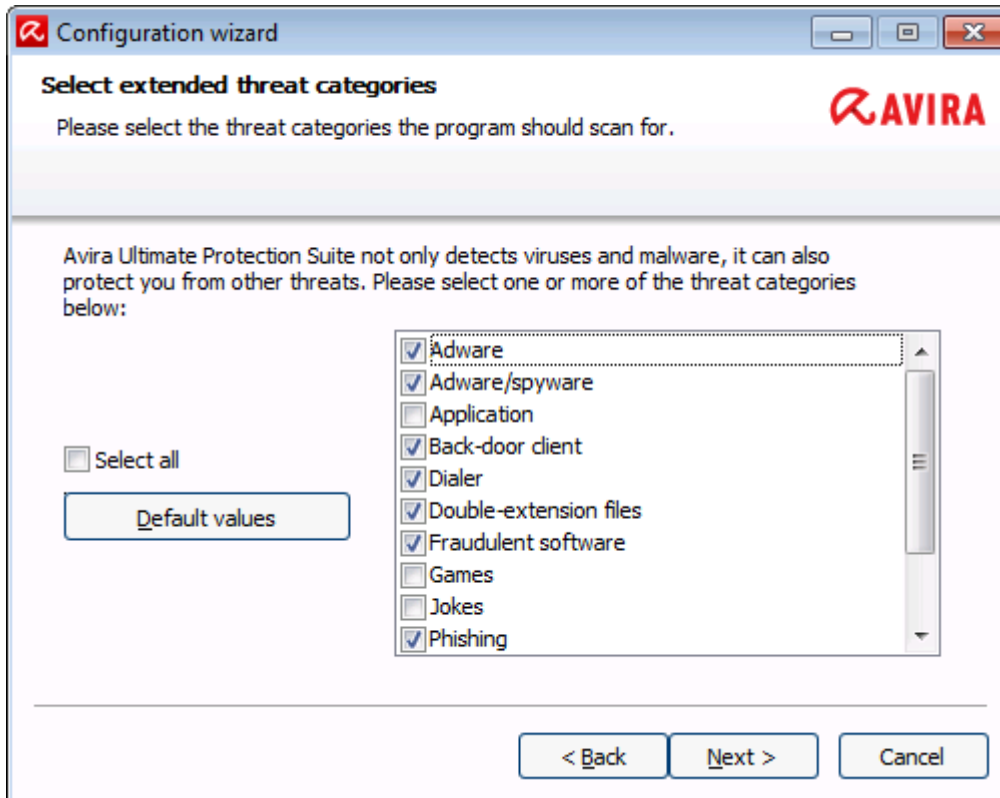 Configuration wizard
Select extended threat categories
Please select the threat categories the program should scan for.
AVIRA
Avira Ultimate Protection Suite not only detects viruses and malware, it can also
protect you from other threats. Please select one or more of the threat categories
below:
Select all
Default values
Adware
Adware/spyware
Application
Back-door client
Dialer
Double-extension files
Fraudulent software
Games
Jokes
Phishing
< Back
Next >
Cancel